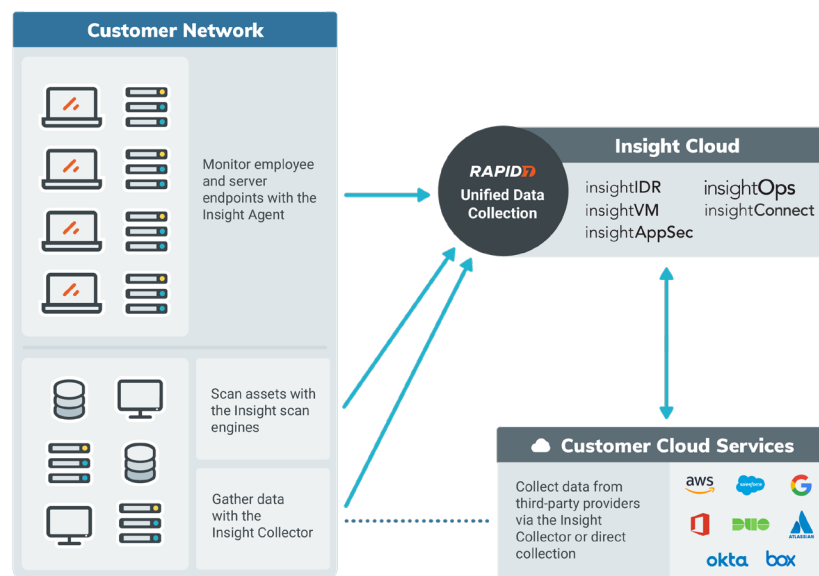 Customer Network
Monitor employee
and server
endpoints with the
Insight Agent
Scan assets with
the Insight scan
engines
Gather data
with the
Insight Collector
RAPID7
Unified Data
Collection
Insight Cloud
insightIDR
insightOps
insightVM
insightConnect
insightAppSec
Customer Cloud Services
Collect data from
third-party providers
via the Insight
Collector or direct
collection
aws
salesforce
G
DUO
ATLASSIAN
okta
box